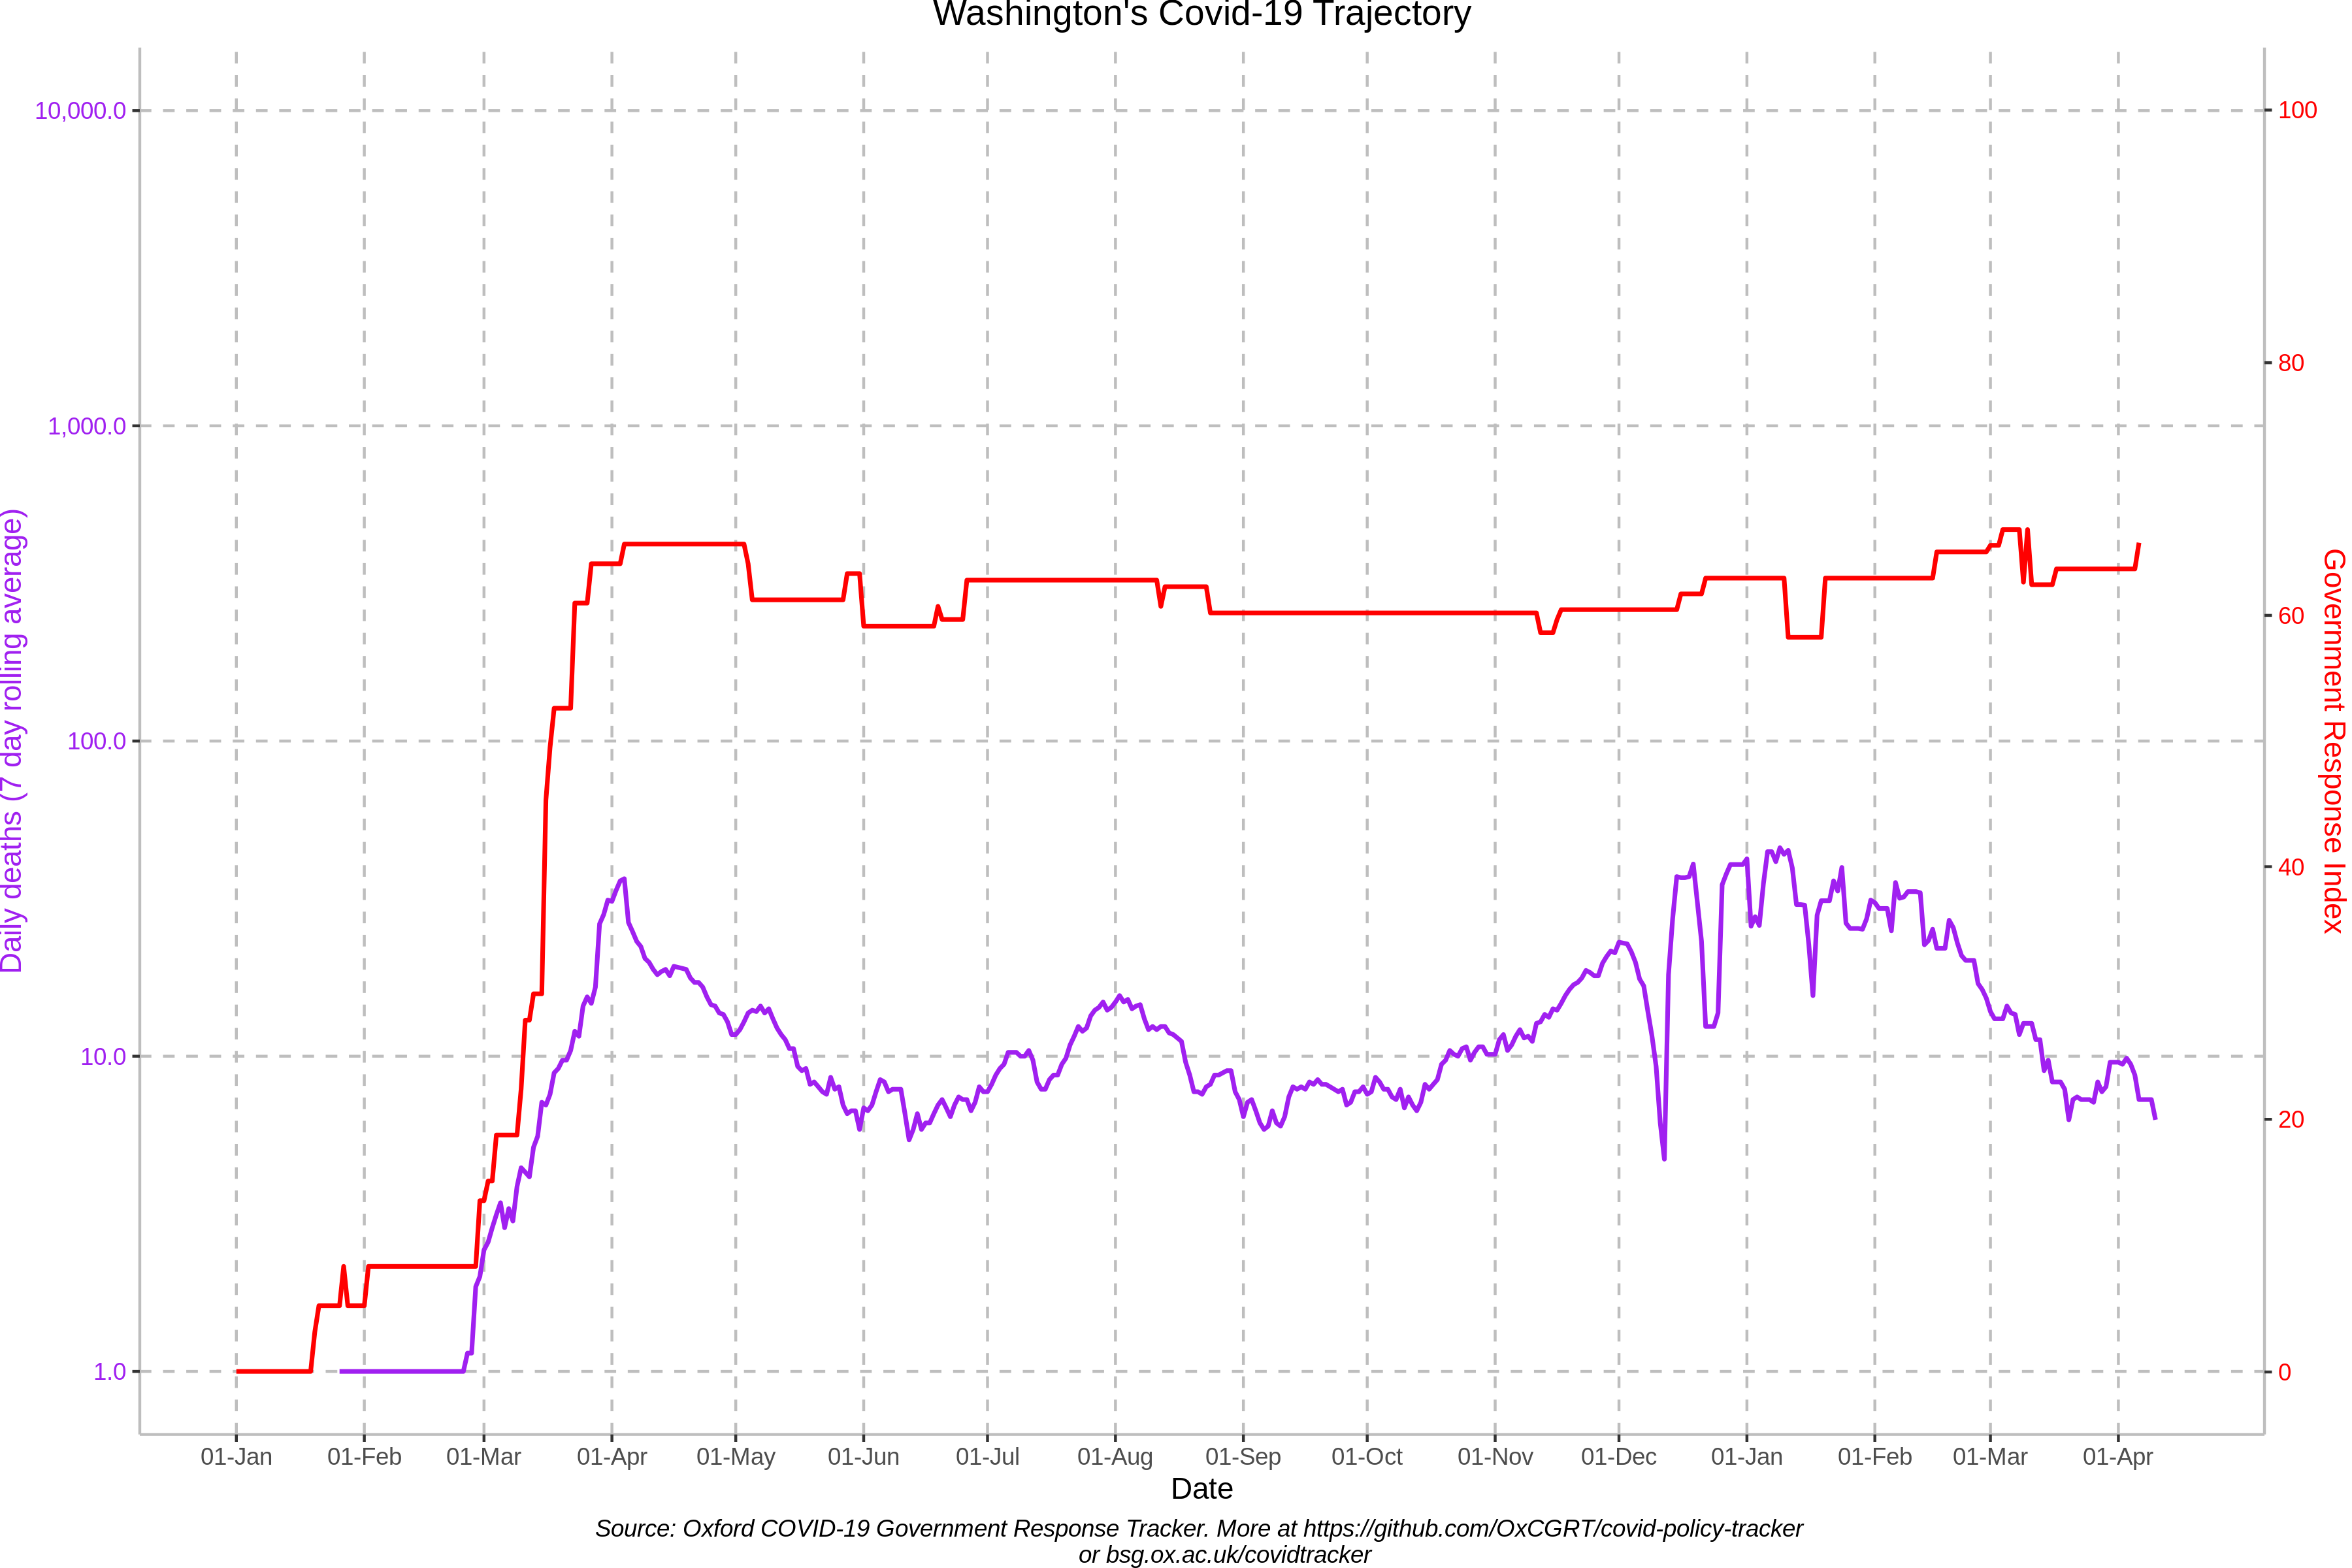 Washington's Covid-19 Trajectory
10,000.0
1,000.0
100.0
10.0
1.0
Daily deaths (7 day rolling average)
100
80
60
40
20
0
Government Response Index
01-Jan 01-Feb 01-Mar 01-Apr 01-May 01-Jun 01-Jul 01-Aug 01-Sep 01-Oct 01-Nov 01-Dec 01-Jan 01-Feb 01-Mar 01-Apr
Date
Source: Oxford COVID-19 Government Response Tracker. More at https://github.com/OxCGRT/covid-policy-tracker
or bsg.ox.ac.uk/covidtracker